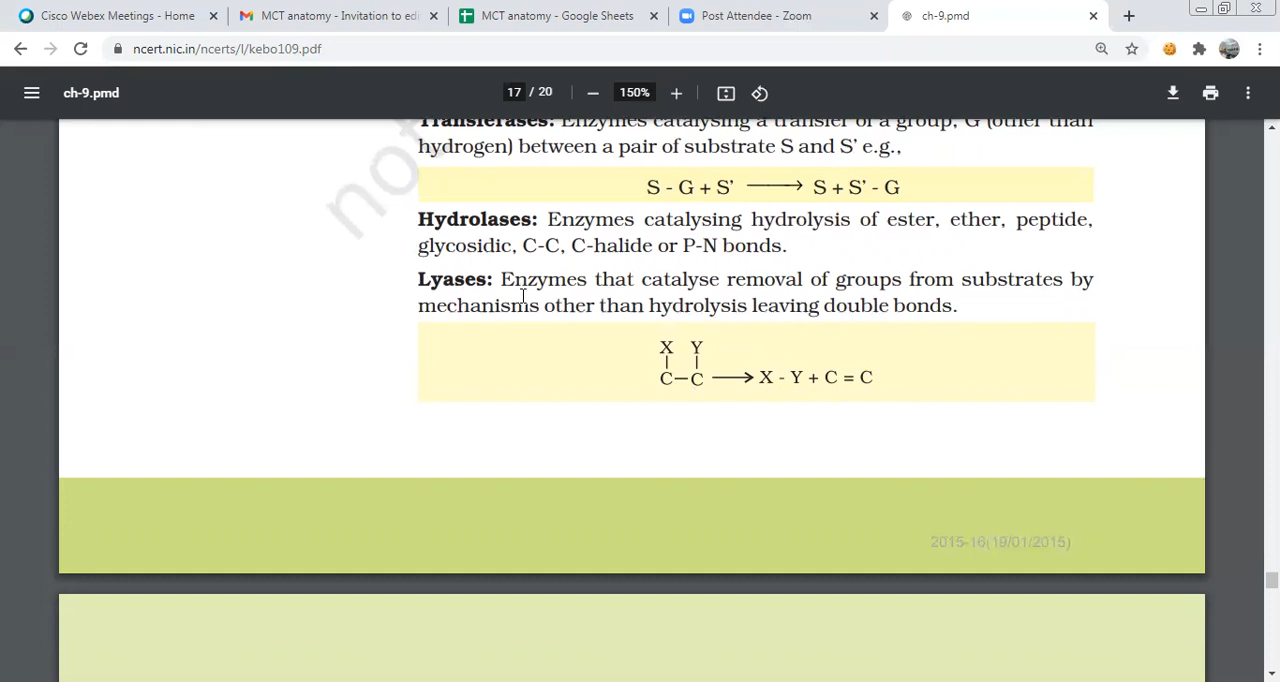 Cisco Webex Meetings - Home
MCT anatomy - Invitation to edi
MCT anatomy - Google Sheets
Post Attendee - Zoom
ch-9.pmd
ncert.nic.in/ncerts/l/kebo109.pdf
ch-9.pmd
17 / 20
150%
Transferases: Enzymes catalysing a transfer of a group, G (other than
hydrogen) between a pair of substrate S and S' e.g.,
S - G + S' ⟶ S + S' - G
Hydrolases: Enzymes catalysing hydrolysis of ester, ether, peptide,
glycosidic, C-C, C-halide or P-N bonds.
Lyases: Enzymes that catalyse removal of groups from substrates by
mechanisms other than hydrolysis leaving double bonds.
X Y
C – C ⟶ X - Y + C = C
not
2015-16(19/01/2015)